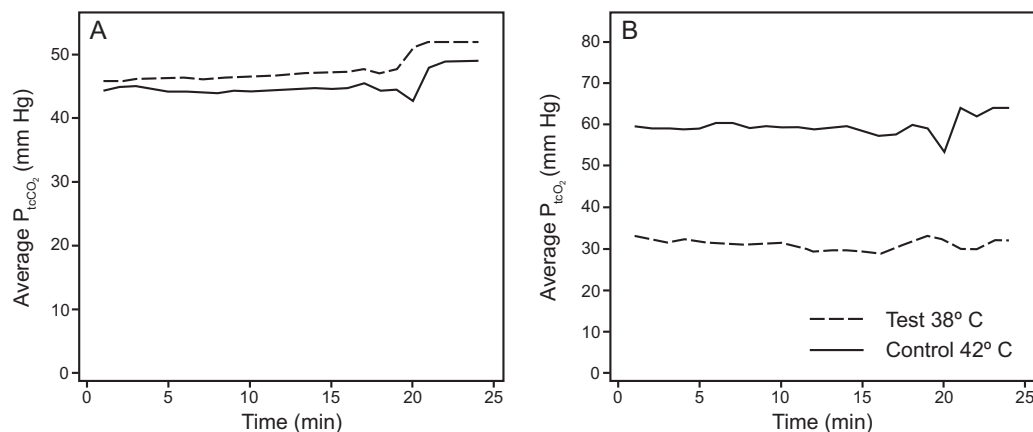 A
50
40
30
20
10
0
0 5 10 15 20 25
Time (min)
Average PtcCO2 (mm Hg)
B
80
70
60
50
40
30
20
10
0
0 5 10 15 20 25
Time (min)
Average PtcO2 (mm Hg)
Test 38º C
Control 42º C